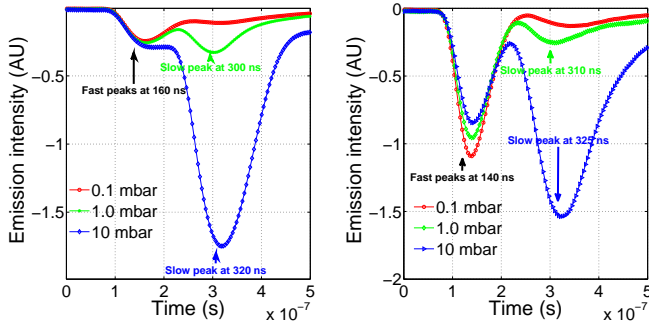 0
−0.5
−1
−1.5
Emission intensity (AU)
Slow peak at 300 ns
Fast peaks at 160 ns
0.1 mbar
1.0 mbar
10 mbar
Slow peak at 320 ns
0 1 2 3 4 5
Time (s)
x 10⁻⁷
0
−0.5
−1
−1.5
−2
Emission intensity (AU)
Slow peak at 310 ns
Slow peak at 325 ns
Fast peaks at 140 ns
0.1 mbar
1.0 mbar
10 mbar
0 1 2 3 4 5
Time (s)
x 10⁻⁷